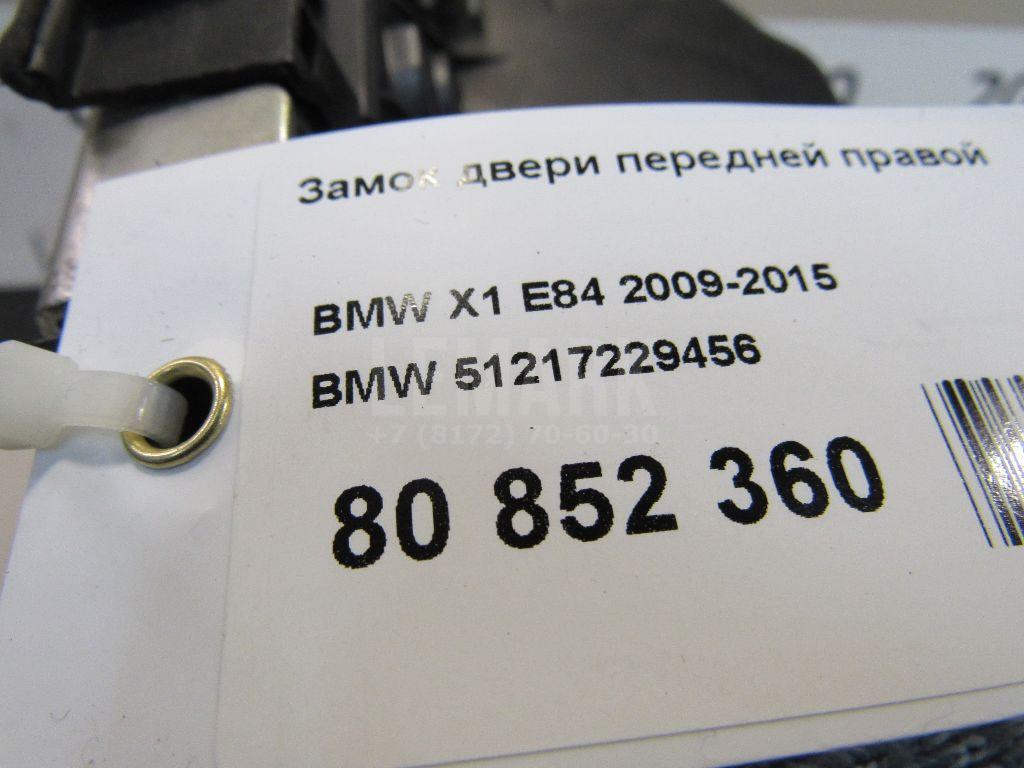 Замок двери передней правой
BMW X1 E84 2009-2015
BMW 51217229456
LEMARK
+7 (8172) 70-60-30
80 852 360